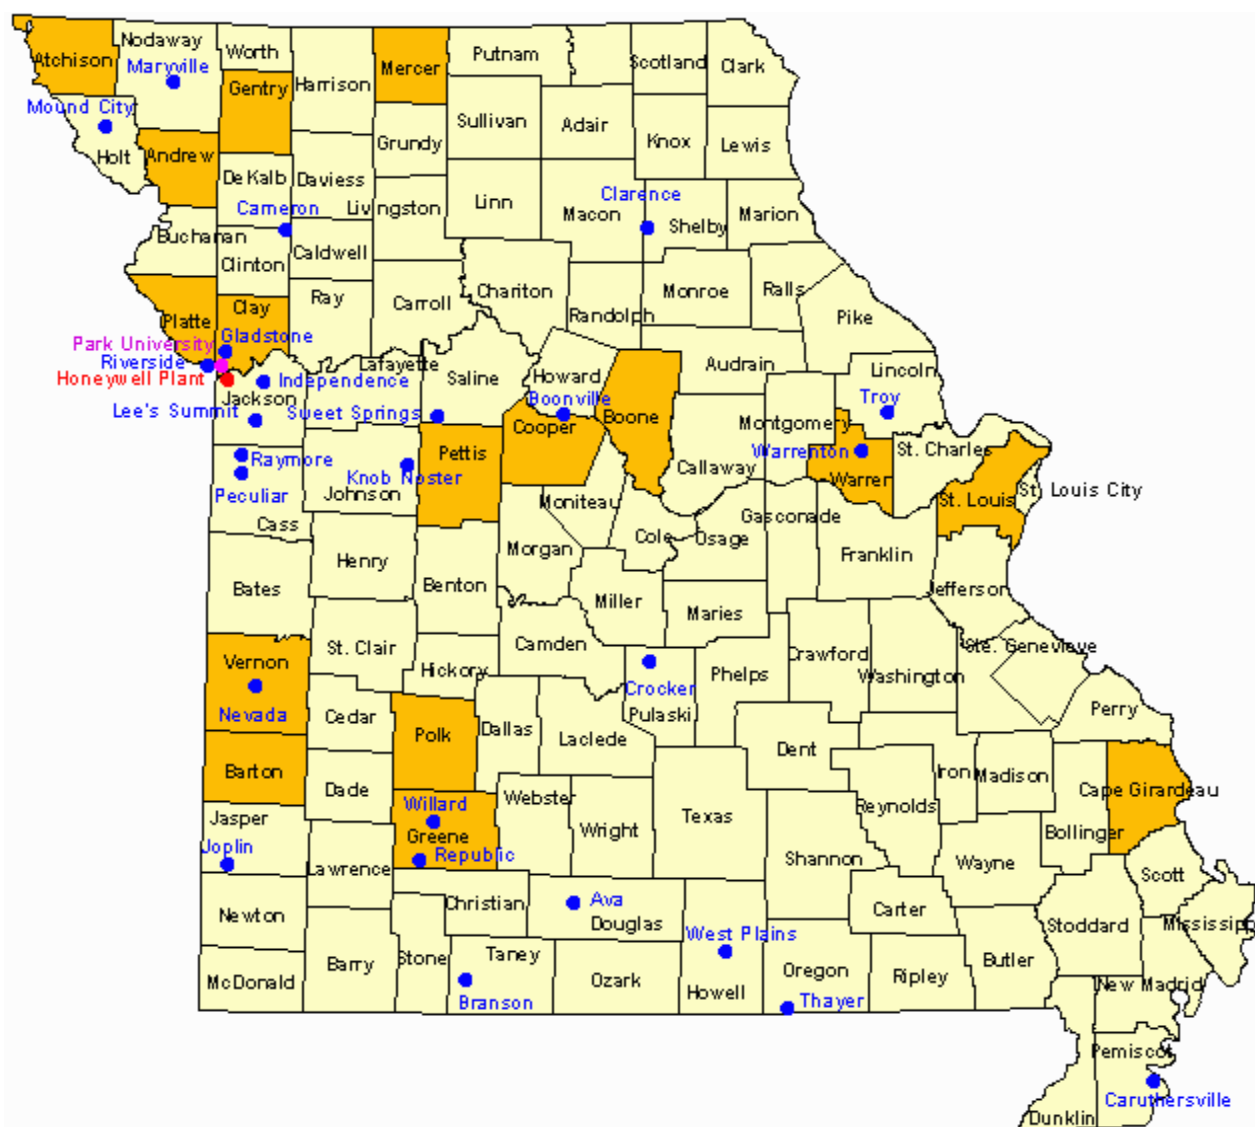 Nodaway
Worth
Putnam
Scotland
Clark
Atchison
Maryville
Mercer
Gentry
Harrison
Mound City
Sullivan
Adair
Knox
Lewis
Holt
Andrew
Grundy
DeKalb
Daviess
Clarence
Cameron
Livingston
Linn
Macon
Shelby
Marion
Buchanan
Caldwell
Clinton
Ray
Carroll
Chariton
Monroe
Ralls
Clay
Platte
Randolph
Pike
Gladstone
Park University
Riverside
Lafayette
Audrain
Honeywell Plant
Independence
Saline
Howard
Lincoln
Jackson
Boonville
Troy
Lee's Summit
Sweet Springs
Cooper
Boone
Montgomery
Raymore
Pettis
Warrenton
St. Charles
Knob Noster
Callaway
Warren
Peculiar
Johnson
Moniteau
St. Louis
St. Louis City
Cass
Gasconade
Cole
Osage
Henry
Morgan
Franklin
Bates
Benton
Miller
Maries
Jefferson
St. Clair
Camden
Crawford
Ste. Genevieve
Vernon
Hickory
Crocker
Phelps
Washington
Nevada
Cedar
Pulaski
Perry
Polk
Dallas
Laclede
Dent
Barton
Dade
Iron
Madison
Cape Girardeau
Willard
Webster
Reynolds
Jasper
Greene
Wright
Texas
Bollinger
Joplin
Republic
Lawrence
Shannon
Wayne
Scott
Newton
Christian
Ava
Douglas
Carter
Stoddard
Mississippi
West Plains
McDonald
Barry
Stone
Taney
Ozark
Oregon
Ripley
Butler
Branson
Howell
Thayer
New Madrid
Pemiscot
Caruthersville
Dunklin